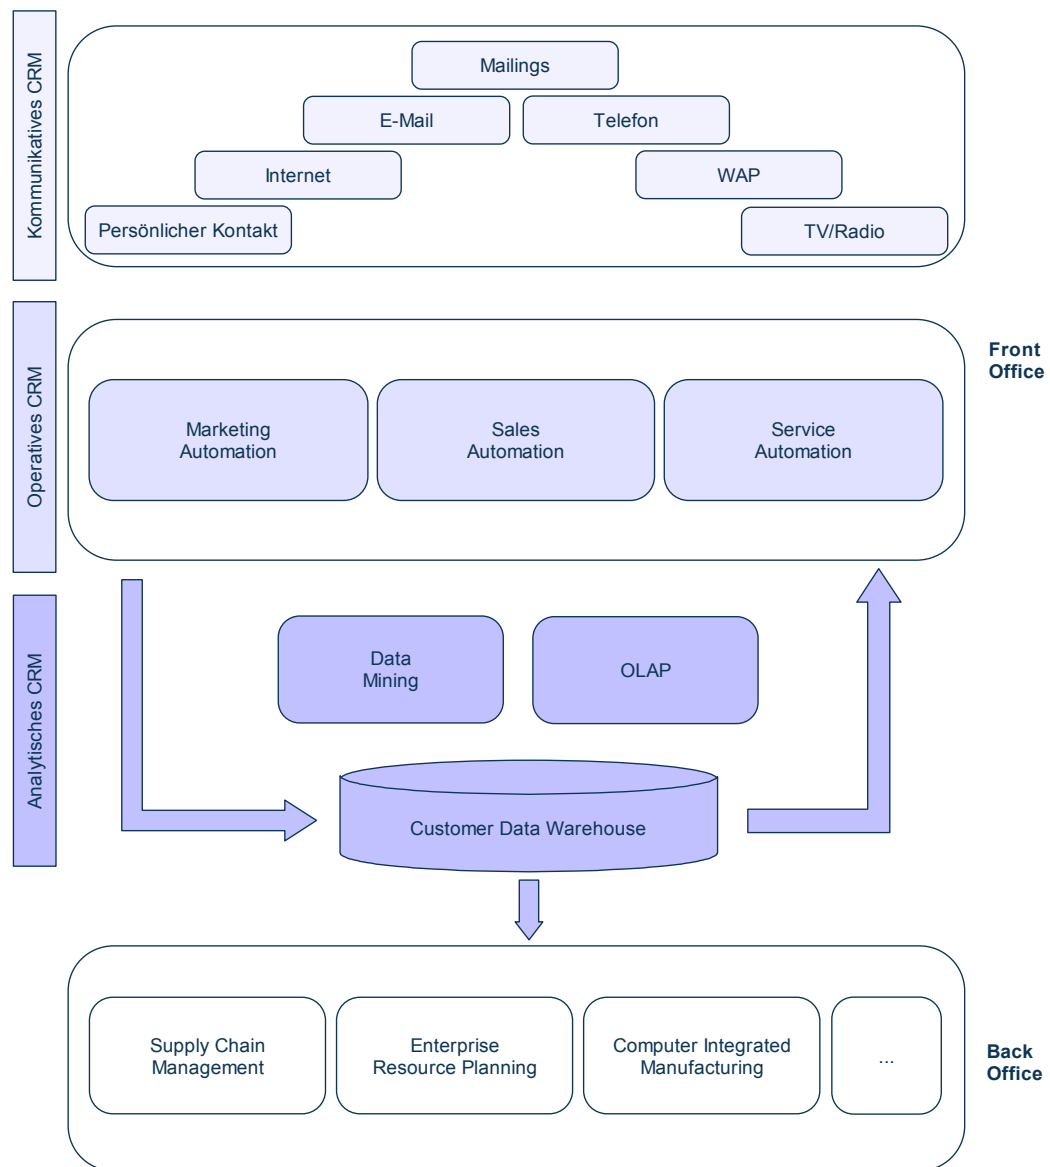 Kommunikatives CRM
Mailings
E-Mail
Telefon
Internet
WAP
Persönlicher Kontakt
TV/Radio
Operatives CRM
Front
Office
Marketing
Automation
Sales
Automation
Service
Automation
Analytisches CRM
Data
Mining
OLAP
Customer Data Warehouse
Supply Chain
Management
Enterprise
Resource Planning
Computer Integrated
Manufacturing
...
Back
Office